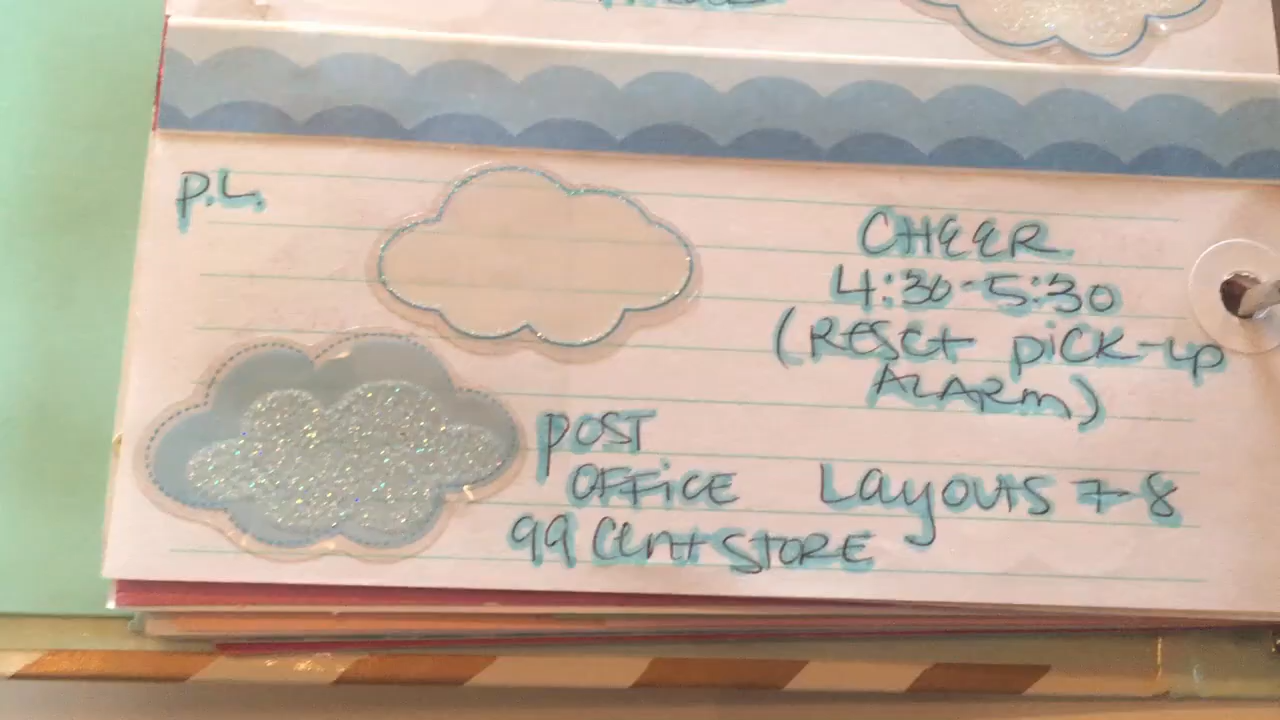 P.L.
CHEER
4:30-5:30
(RESET PiCK-UP
ALARM)
POST
OFFiCE
Layouts 7-8
99 Cent STORE